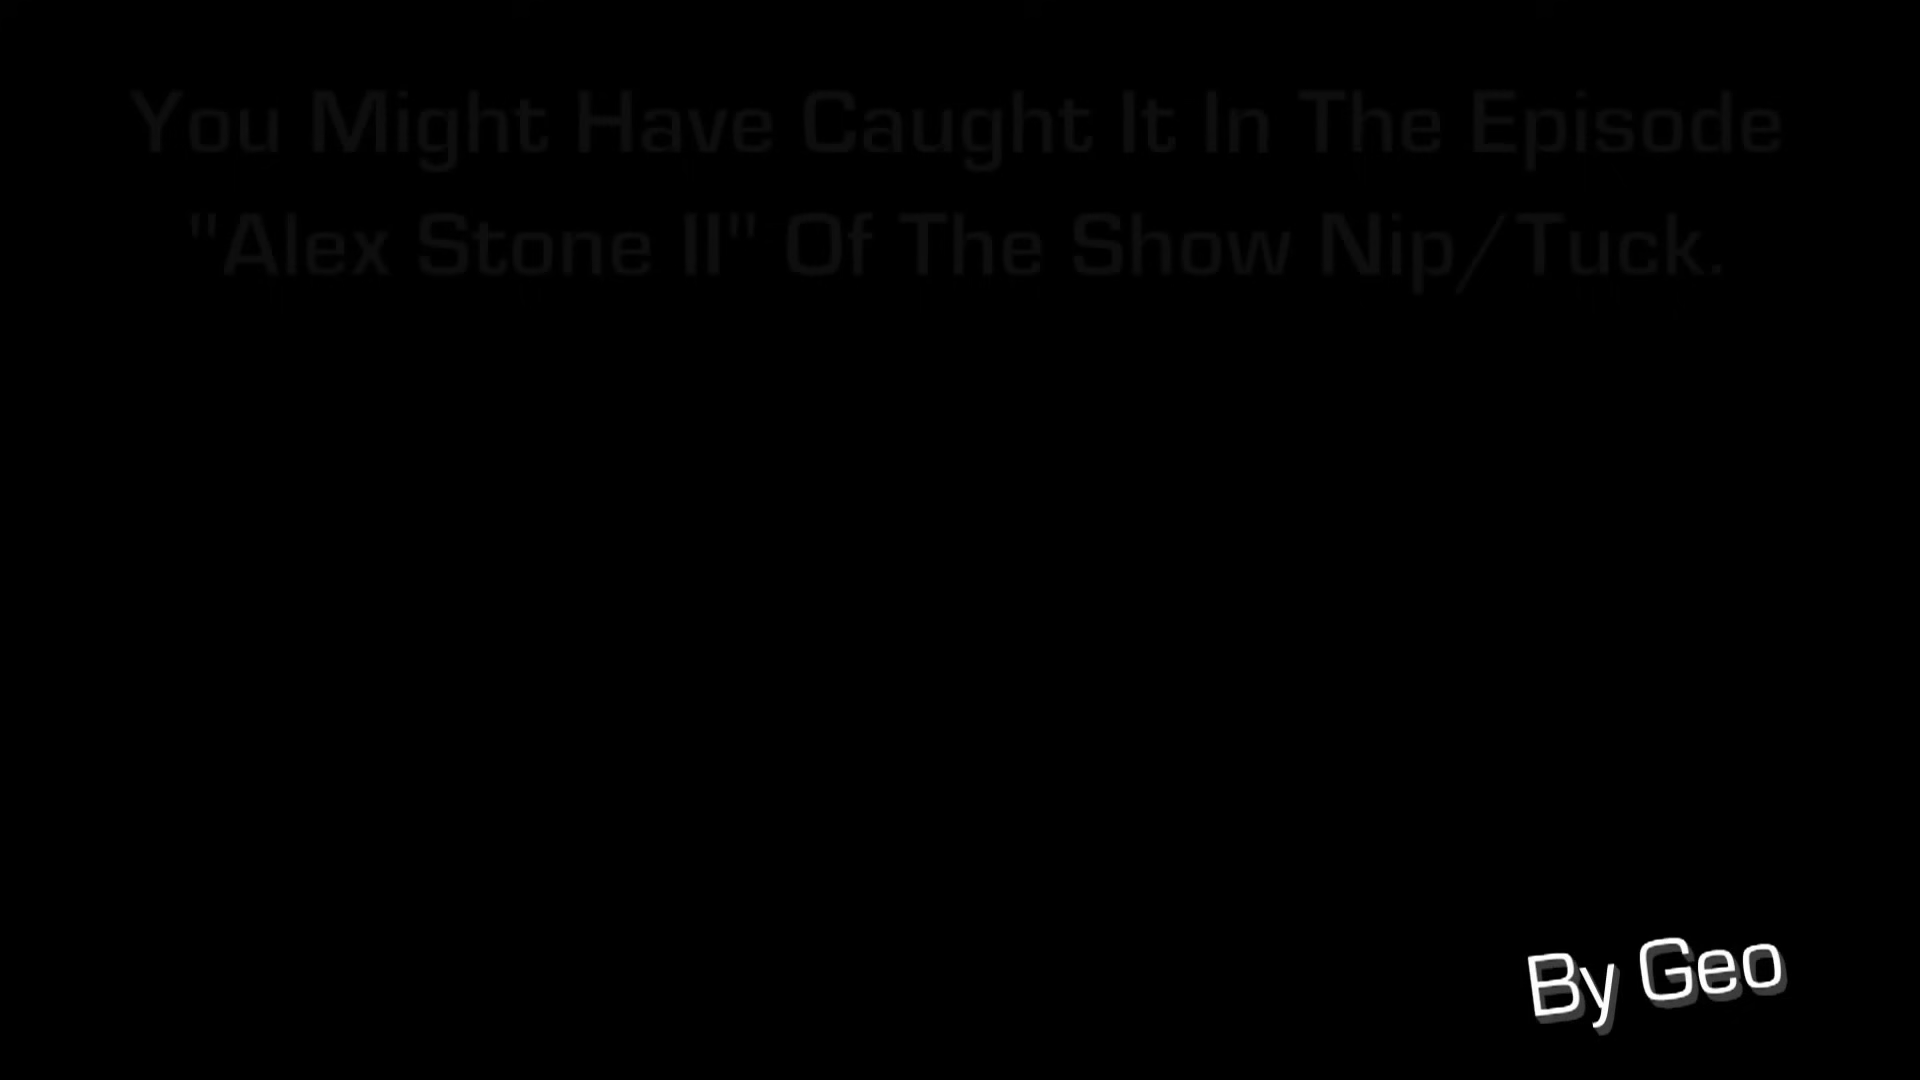 You Might Have Caught It In The Episode
"Alex Stone II" Of The Show Nip/Tuck.
By Geo